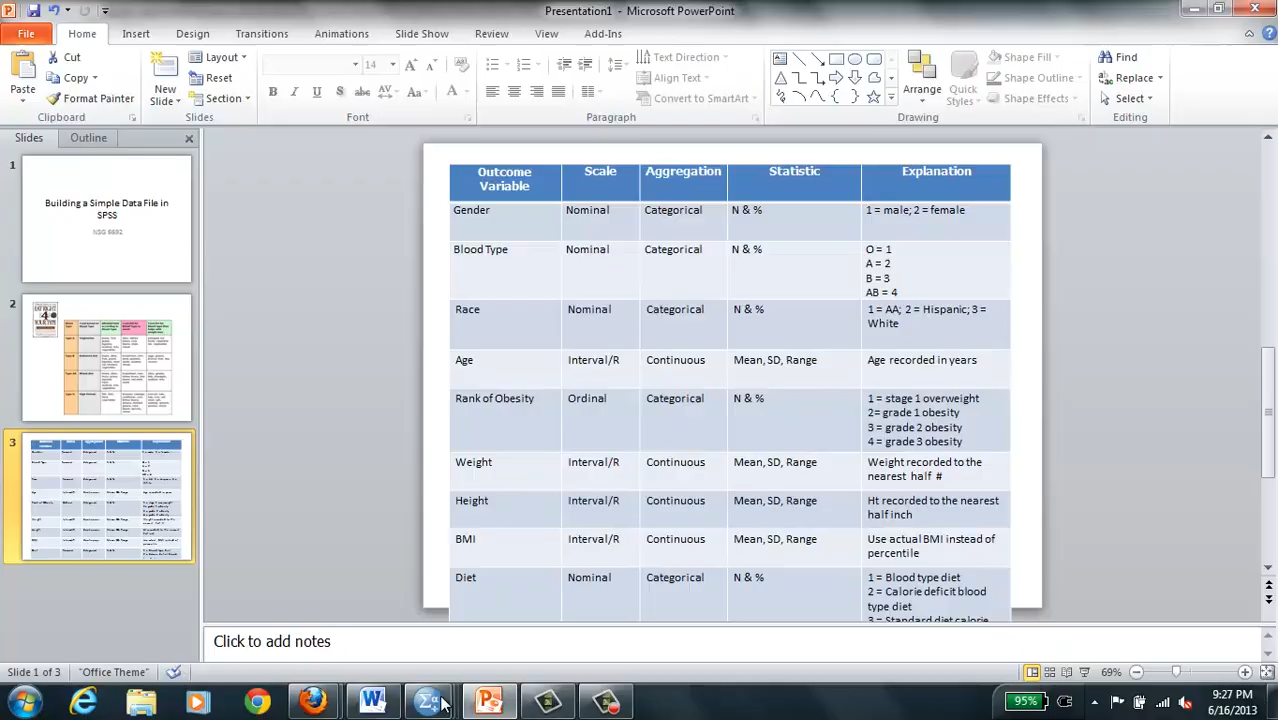 Presentation1 - Microsoft PowerPoint
File Home Insert Design Transitions Animations Slide Show Review View Add-Ins
Paste
Cut
Copy
Format Painter
Clipboard
New
Slide
Layout
Reset
Section
Slides
14
Font
Text Direction
Align Text
Convert to SmartArt
Paragraph
Arrange
Quick
Styles
Shape Fill
Shape Outline
Shape Effects
Drawing
Find
Replace
Select
Editing
Slides Outline
1
Building a Simple Data File in
SPSS
2
3
Outcome
Variable
Scale
Aggregation
Statistic
Explanation
Gender Nominal Categorical N & % 1 = male; 2 = female
Blood Type Nominal Categorical N & % O = 1
A = 2
B = 3
AB = 4
Race Nominal Categorical N & % 1 = AA; 2 = Hispanic; 3 =
White
Age Interval/R Continuous Mean, SD, Range Age recorded in years
Rank of Obesity Ordinal Categorical N & % 1 = stage 1 overweight
2= grade 1 obesity
3 = grade 2 obesity
4 = grade 3 obesity
Weight Interval/R Continuous Mean, SD, Range Weight recorded to the
nearest half #
Height Interval/R Continuous Mean, SD, Range Ht recorded to the nearest
half inch
BMI Interval/R Continuous Mean, SD, Range Use actual BMI instead of
percentile
Diet Nominal Categorical N & % 1 = Blood type diet
2 = Calorie deficit blood
type diet
3 = Standard diet calorie
Click to add notes
Slide 1 of 3 "Office Theme" 69%
95% 9:27 PM
6/16/2013